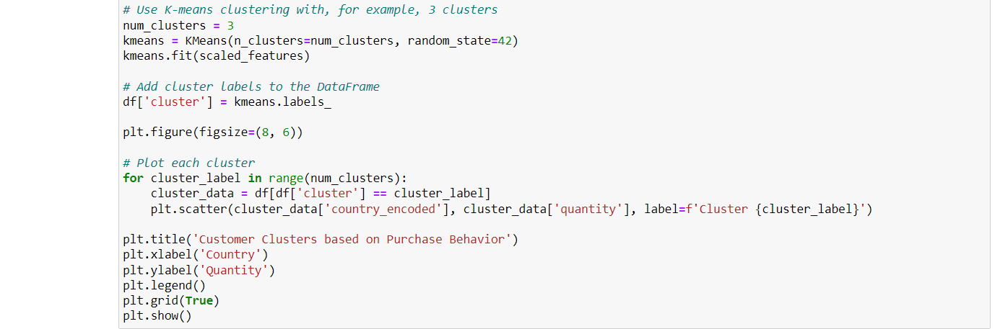 # Use K-means clustering with, for example, 3 clusters
num_clusters = 3
kmeans = KMeans(n_clusters=num_clusters, random_state=42)
kmeans.fit(scaled_features)
# Add cluster labels to the DataFrame
df['cluster'] = kmeans.labels_
plt.figure(figsize=(8, 6))
# Plot each cluster
for cluster_label in range(num_clusters):
    cluster_data = df[df['cluster'] == cluster_label]
    plt.scatter(cluster_data['country_encoded'], cluster_data['quantity'], label=f'Cluster {cluster_label}')
plt.title('Customer Clusters based on Purchase Behavior')
plt.xlabel('Country')
plt.ylabel('Quantity')
plt.legend()
plt.grid(True)
plt.show()